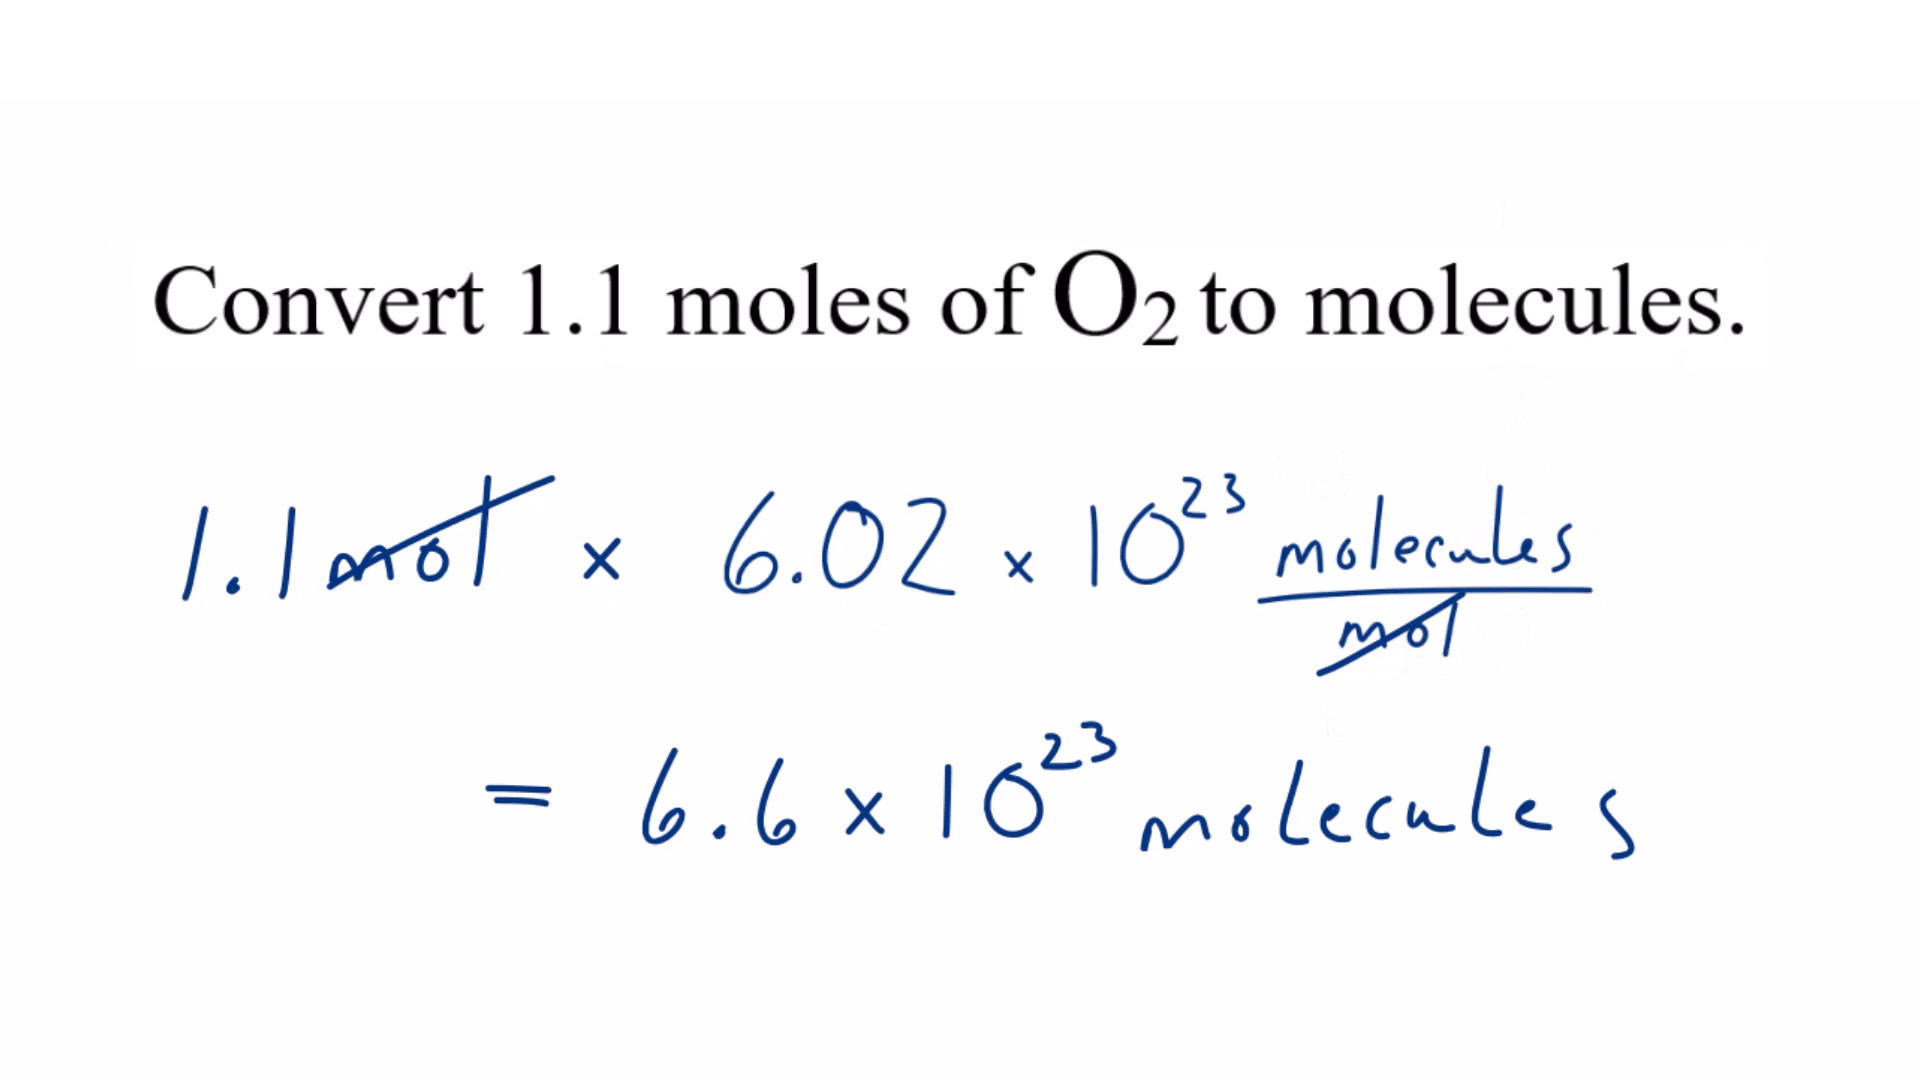 Convert 1.1 moles of O₂ to molecules.
1.1 mol × 6.02 × 10²³ molecules
mol
= 6.6 × 10²³ molecules